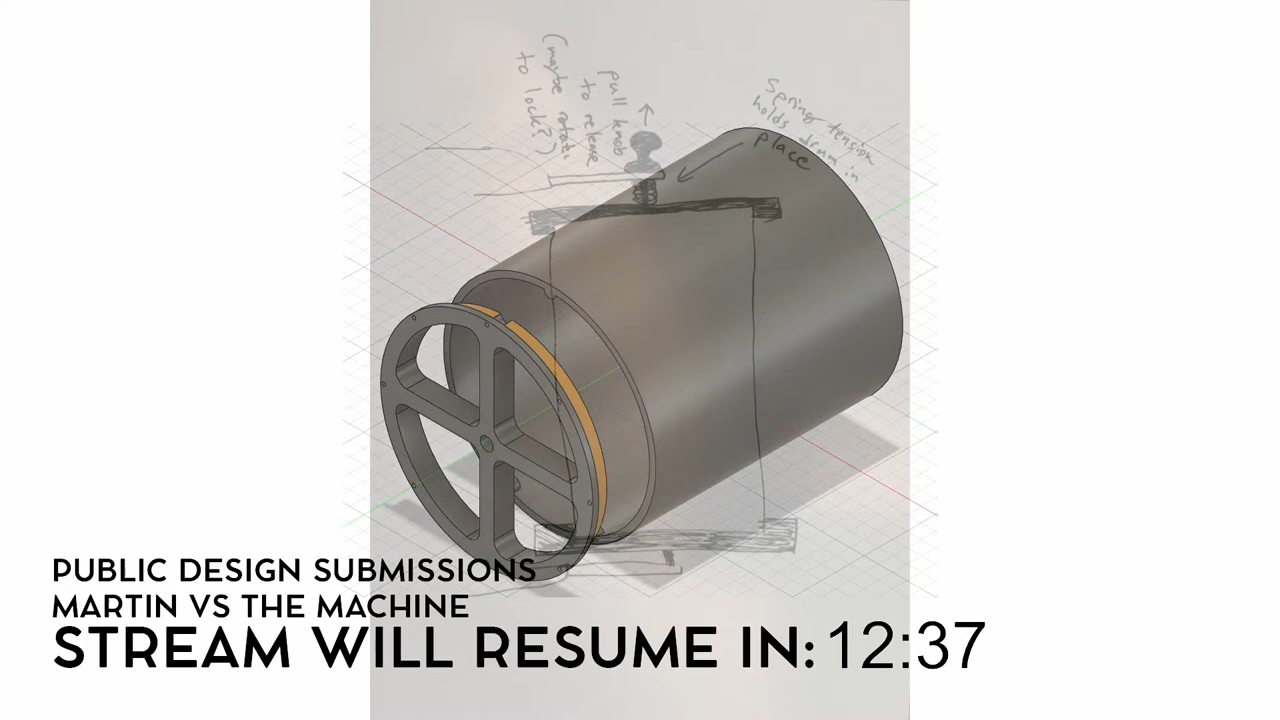 (maybe rotate
to lock?)
pull knob
to release
Spring tension
holds drum in
place
PUBLIC DESIGN SUBMISSIONS
MARTIN VS THE MACHINE
STREAM WILL RESUME IN: 12:37